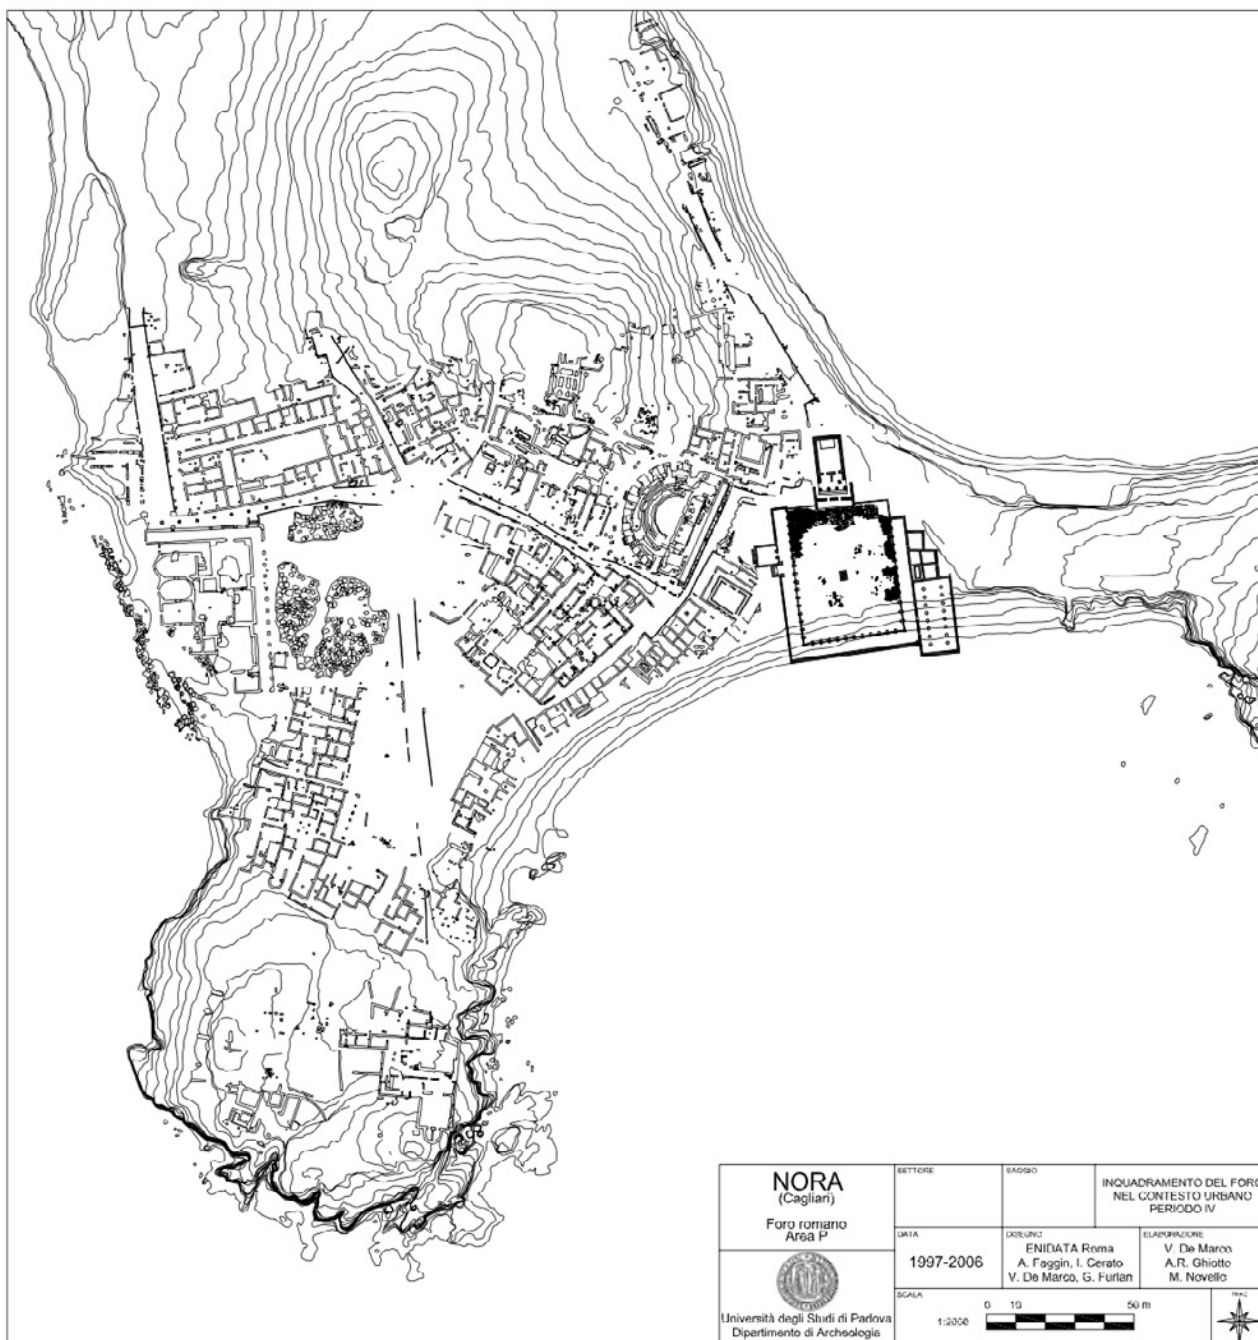 NORA
(Cagliari)
Foro romano
Area P
Università degli Studi di Padova
Dipartimento di Archeologia
SETTORE
SAGGIO
INQUADRAMENTO DEL FORO
NEL CONTESTO URBANO
PERIODO IV
DATA
1997-2006
DISEGNO
ENIDATA Roma
A. Faggin, I. Cerato
V. De Marco, G. Furlan
ELABORAZIONE
V. De Marco
A.R. Ghiotto
M. Novello
SCALA
1:2000
0 10 50 m